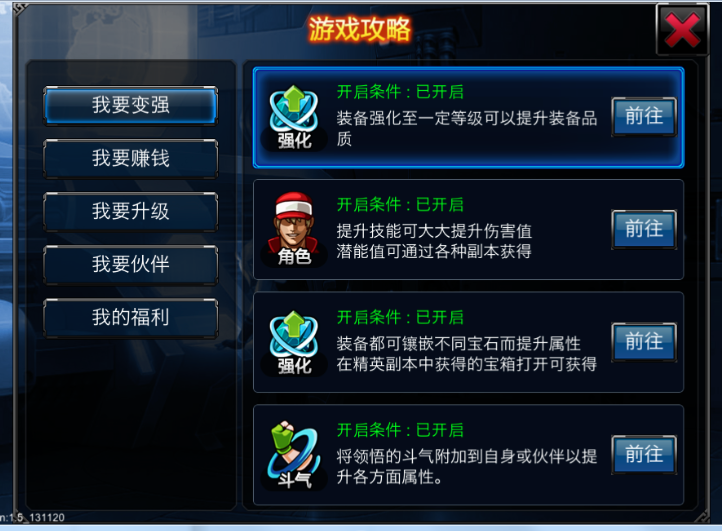 游戏攻略
我要变强
我要赚钱
我要升级
我要伙伴
我的福利
开启条件：已开启
装备强化至一定等级可以提升装备品
质
强化
前往
开启条件：已开启
提升技能可大大提升伤害值
潜能值可通过各种副本获得
角色
前往
开启条件：已开启
装备都可镶嵌不同宝石而提升属性
在精英副本中获得的宝箱打开可获得
强化
前往
开启条件：已开启
将领悟的斗气附加到自身或伙伴以提
升各方面属性。
斗气
前往
n:1.5_131120